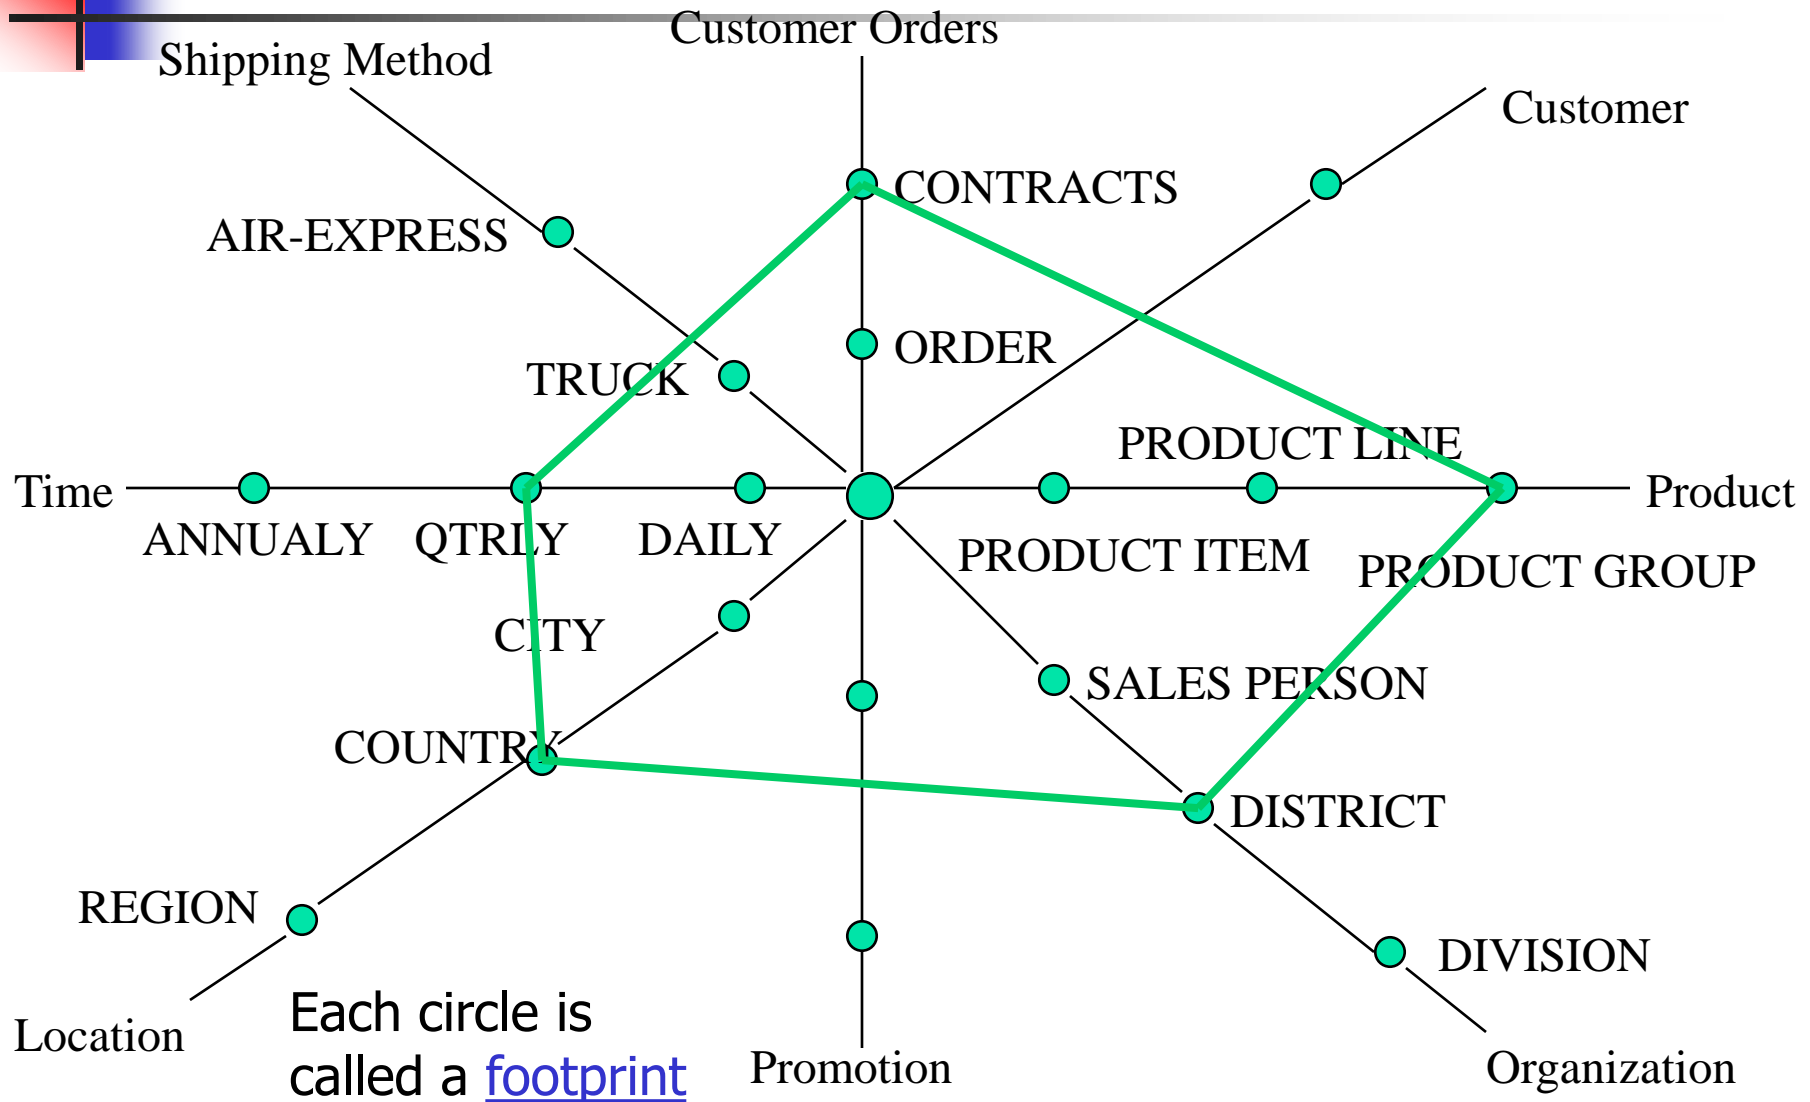 Customer Orders
Shipping Method
Customer
CONTRACTS
AIR-EXPRESS
ORDER
TRUCK
PRODUCT LINE
Time
Product
ANNUALY
QTRLY
DAILY
PRODUCT ITEM
PRODUCT GROUP
CITY
SALES PERSON
COUNTRY
DISTRICT
REGION
DIVISION
Each circle is
called a footprint
Location
Promotion
Organization